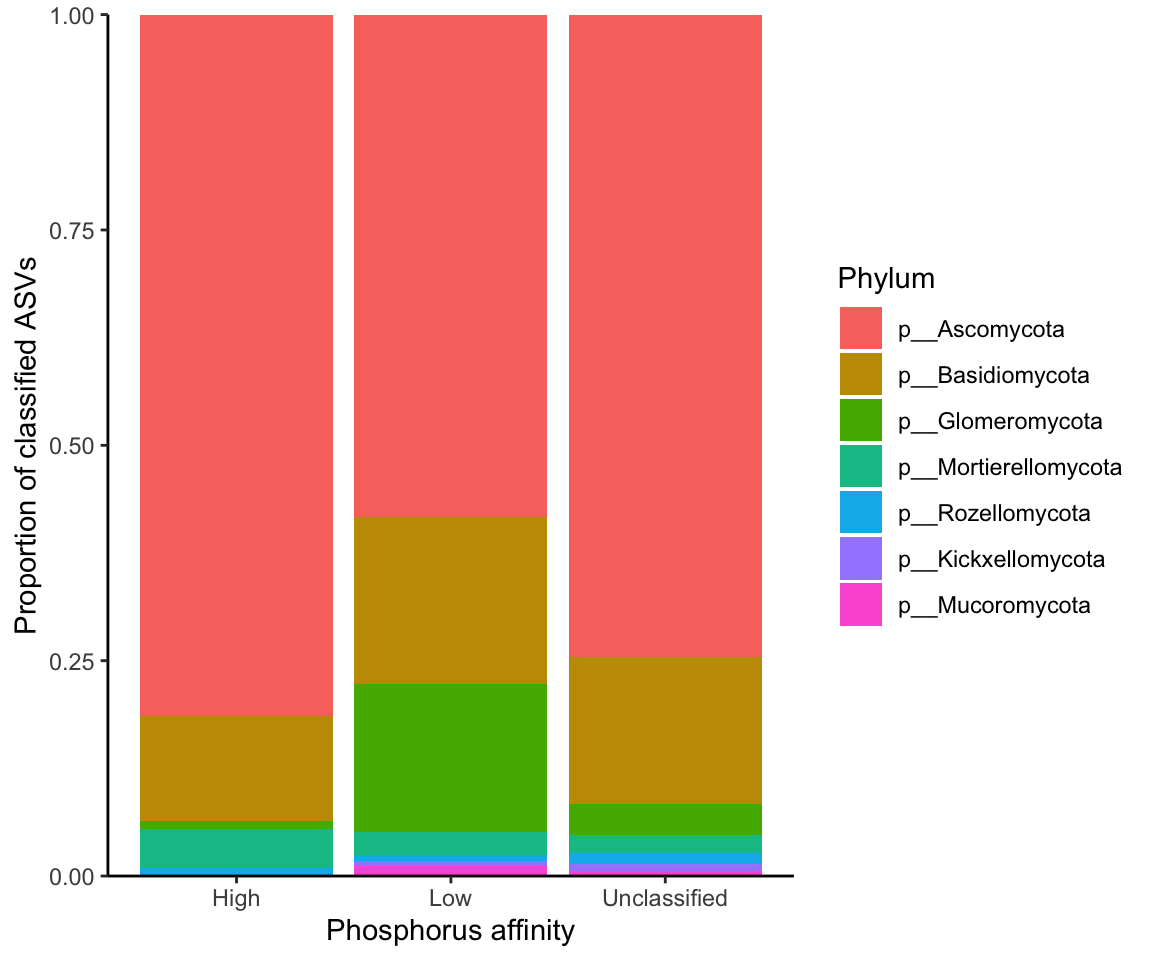 1.00
0.75
0.50
0.25
0.00
Proportion of classified ASVs
High
Low
Unclassified
Phosphorus affinity
Phylum
p__Ascomycota
p__Basidiomycota
p__Glomeromycota
p__Mortierellomycota
p__Rozellomycota
p__Kickxellomycota
p__Mucoromycota